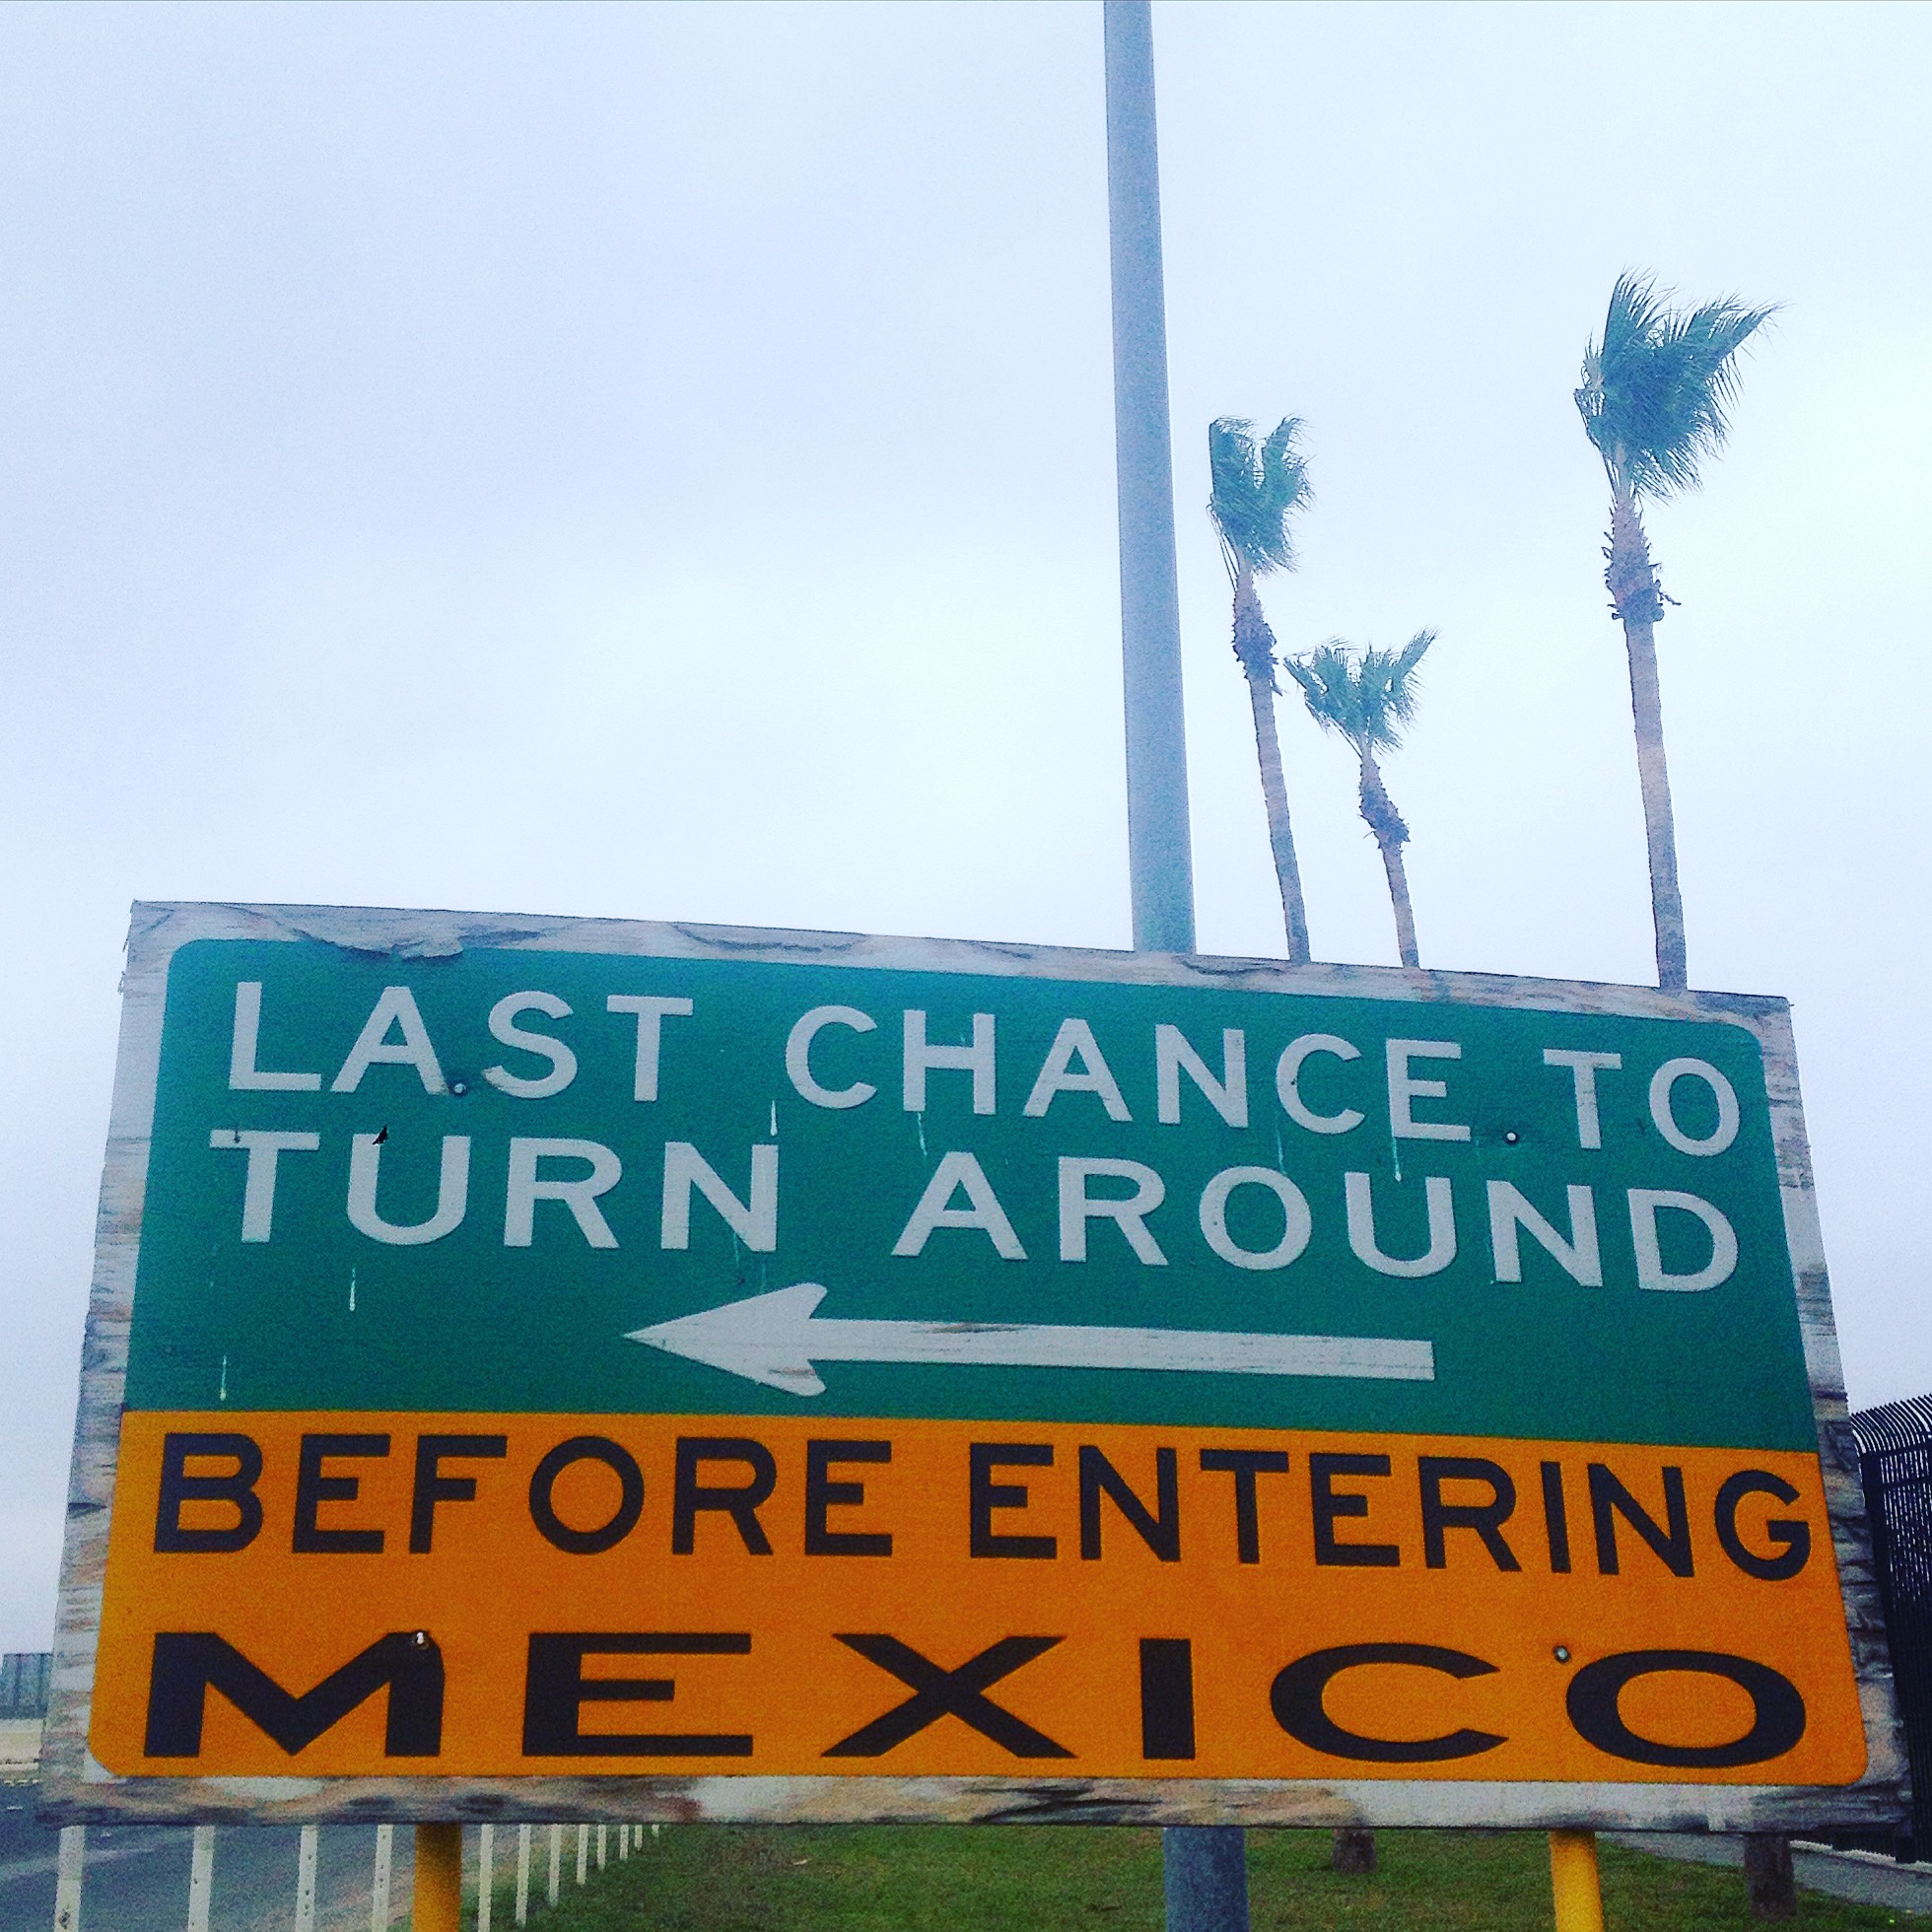 LAST CHANCE TO
TURN AROUND
BEFORE ENTERING
MEXICO